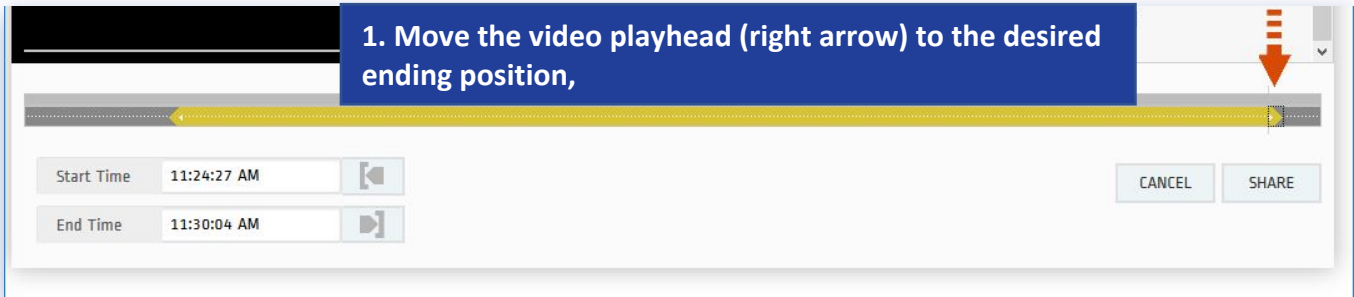 1. Move the video playhead (right arrow) to the desired
ending position,
Start Time 11:24:27 AM
CANCEL SHARE
End Time 11:30:04 AM